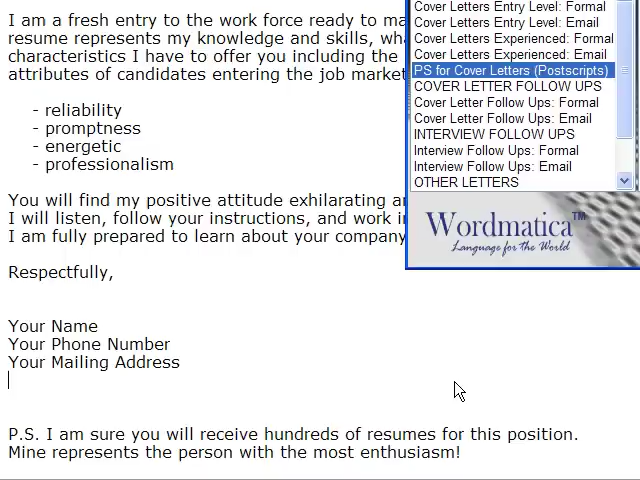 I am a fresh entry to the work force ready to ma
resume represents my knowledge and skills,
characteristics I have to offer you including the
attributes of candidates entering the job market
- reliability
- promptness
- energetic
- professionalism
You will find my positive attitude exhilarating
I will listen, follow your instructions, and work
I am fully prepared to learn about your company
Respectfully,
Your Name
Your Phone Number
Your Mailing Address
P.S. I am sure you will receive hundreds of resumes for this position.
Mine represents the person with the most enthusiasm!
Cover Letters Entry Level: Formal
Cover Letters Entry Level: Email
Cover Letters Experienced: Formal
Cover Letters Experienced: Email
PS for Cover Letters (Postscripts)
COVER LETTER FOLLOW UPS
Cover Letter Follow Ups: Formal
Cover Letter Follow Ups: Email
INTERVIEW FOLLOW UPS
Interview Follow Ups: Formal
Interview Follow Ups: Email
OTHER LETTERS
Wordmatica™
Language for the World